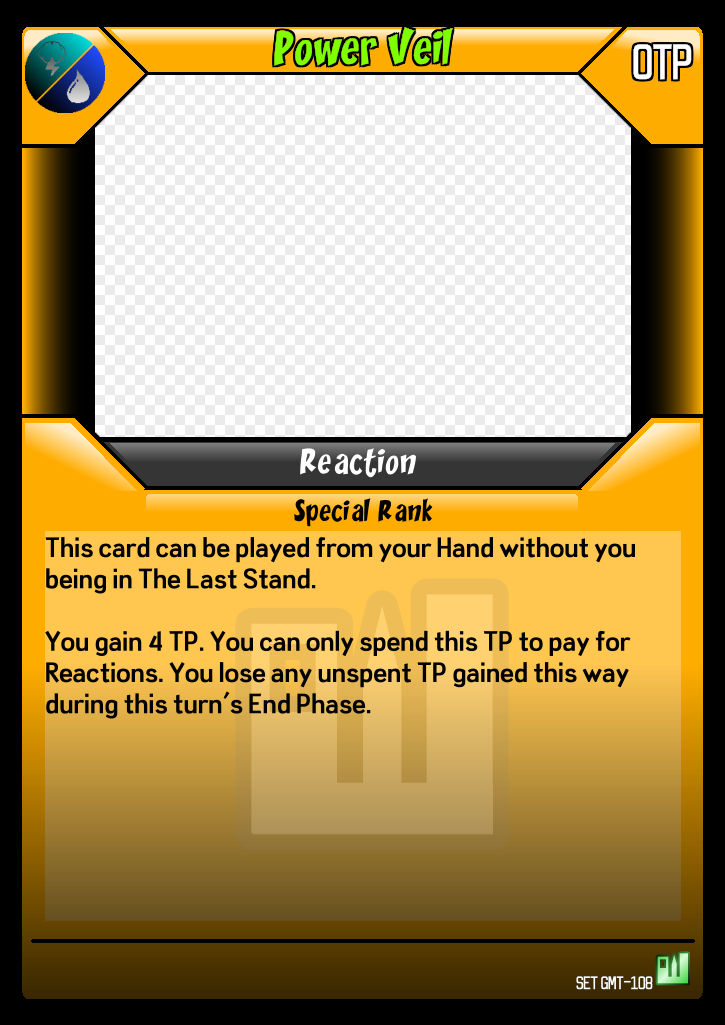 Power Veil
0TP
Reaction
Special Rank
This card can be played from your Hand without you
being in The Last Stand.
You gain 4 TP. You can only spend this TP to pay for
Reactions. You lose any unspent TP gained this way
during this turn's End Phase.
SET GMT-108